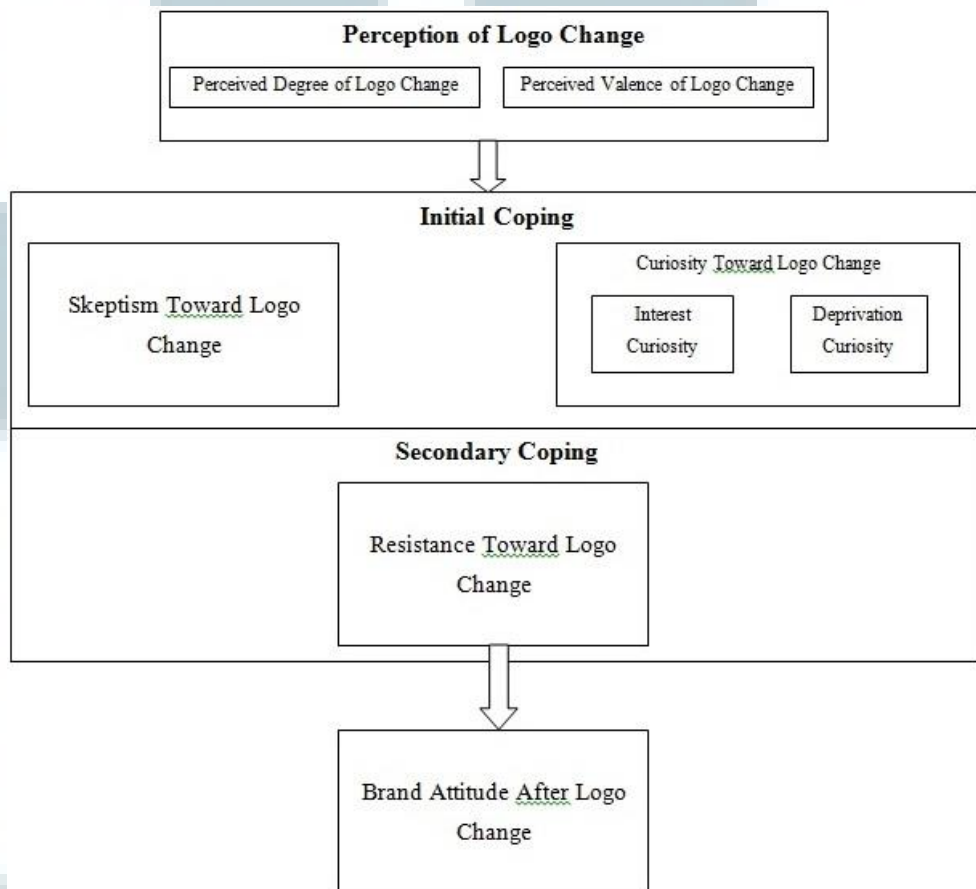 Perception of Logo Change
Perceived Degree of Logo Change
Perceived Valence of Logo Change
Initial Coping
Skeptism Toward Logo
Change
Curiosity Toward Logo Change
Interest
Curiosity
Deprivation
Curiosity
Secondary Coping
Resistance Toward Logo
Change
Brand Attitude After Logo
Change